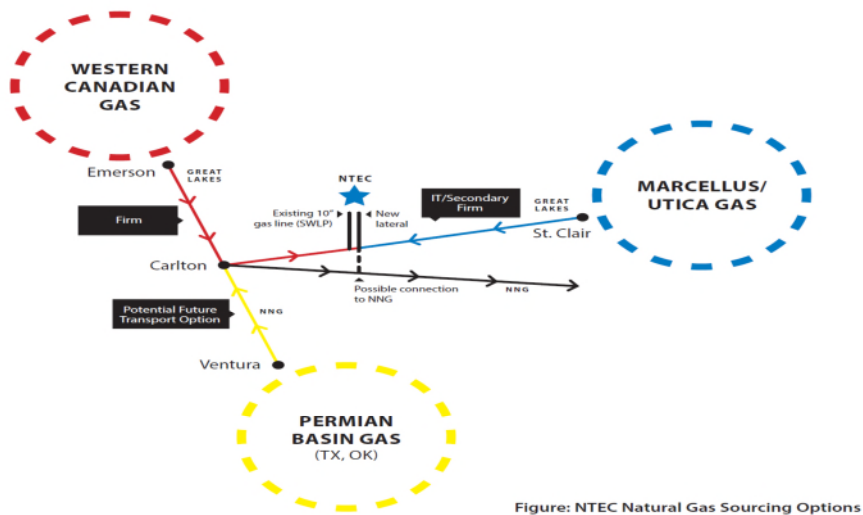 WESTERN
CANADIAN
GAS
Emerson
GREAT
LAKES
Firm
Carlton
NTEC
Existing 10"
gas line (SWLP)
New
lateral
IT/Secondary
Firm
GREAT
LAKES
St. Clair
MARCELLUS/
UTICA GAS
Possible connection
to NNG
NNG
Potential Future
Transport Option
NNG
Ventura
PERMIAN
BASIN GAS
(TX, OK)
Figure: NTEC Natural Gas Sourcing Options